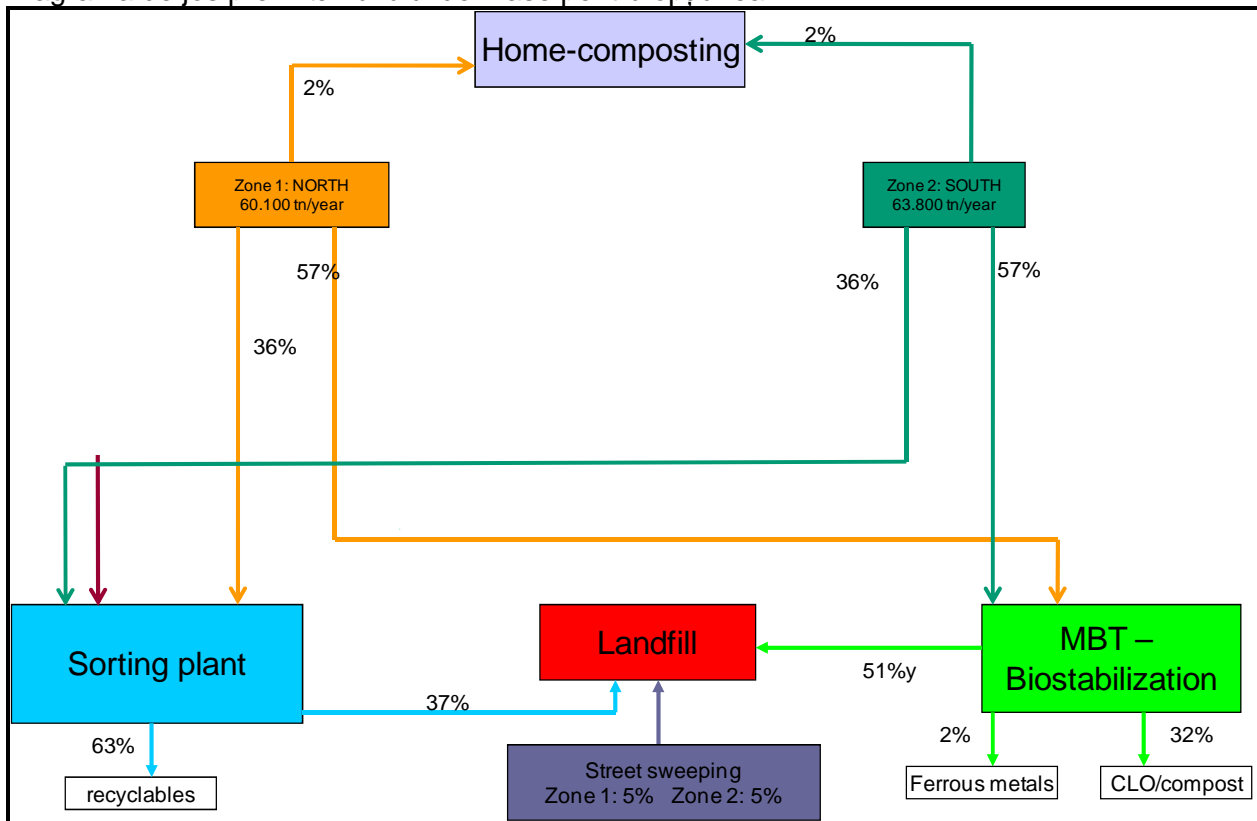 Home-composting
2%
2%
Zone 1: NORTH
60.100 tn/year
Zone 2: SOUTH
63.800 tn/year
57%
36%
57%
36%
Sorting plant
Landfill
MBT –
Biostabilization
51%y
37%
63%
2%
32%
Street sweeping
Zone 1: 5% Zone 2: 5%
recyclables
Ferrous metals
CLO/compost